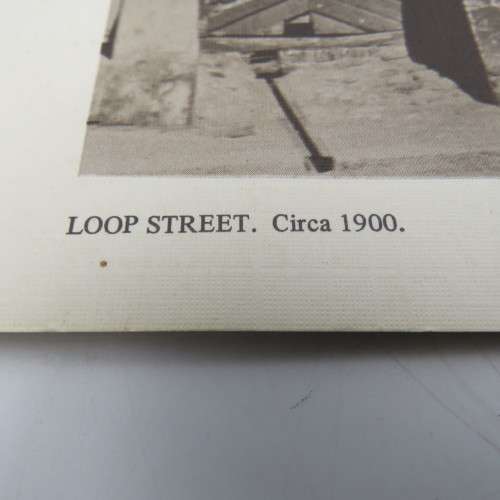 LOOP STREET. Circa 1900.